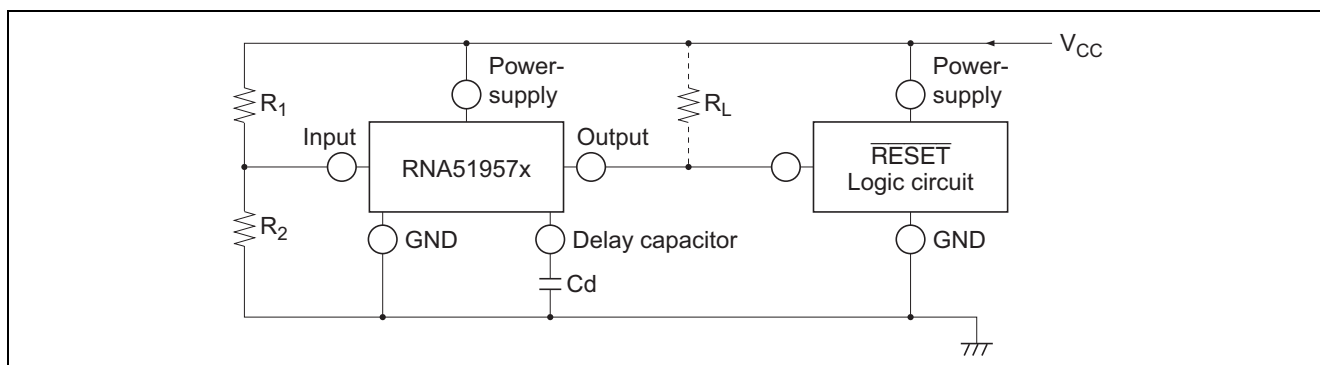 V_CC
Power-
supply
Power-
supply
R_1
R_L
Input
Output
RNA51957x
RESET
Logic circuit
R_2
GND
Delay capacitor
GND
Cd